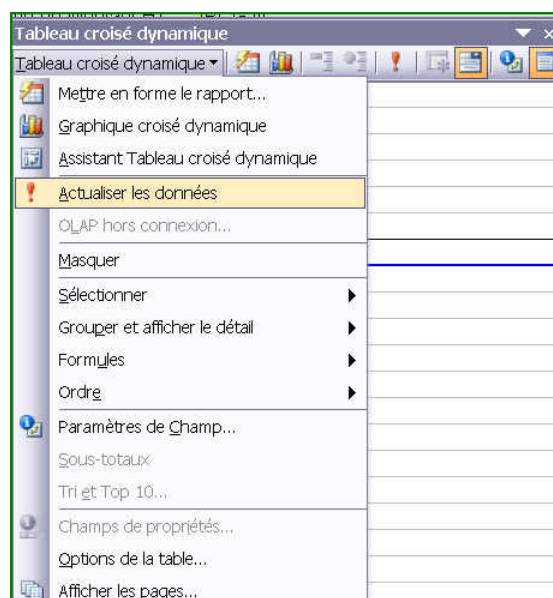 Tableau croisé dynamique
Tableau croisé dynamique
Mettre en forme le rapport...
Graphique croisé dynamique
Assistant Tableau croisé dynamique
Actualiser les données
OLAP hors connexion...
Masquer
Sélectionner
Grouper et afficher le détail
Formules
Ordre
Paramètres de Champ...
Sous-totaux
Tri et Top 10...
Champs de propriétés...
Options de la table...
Afficher les pages...